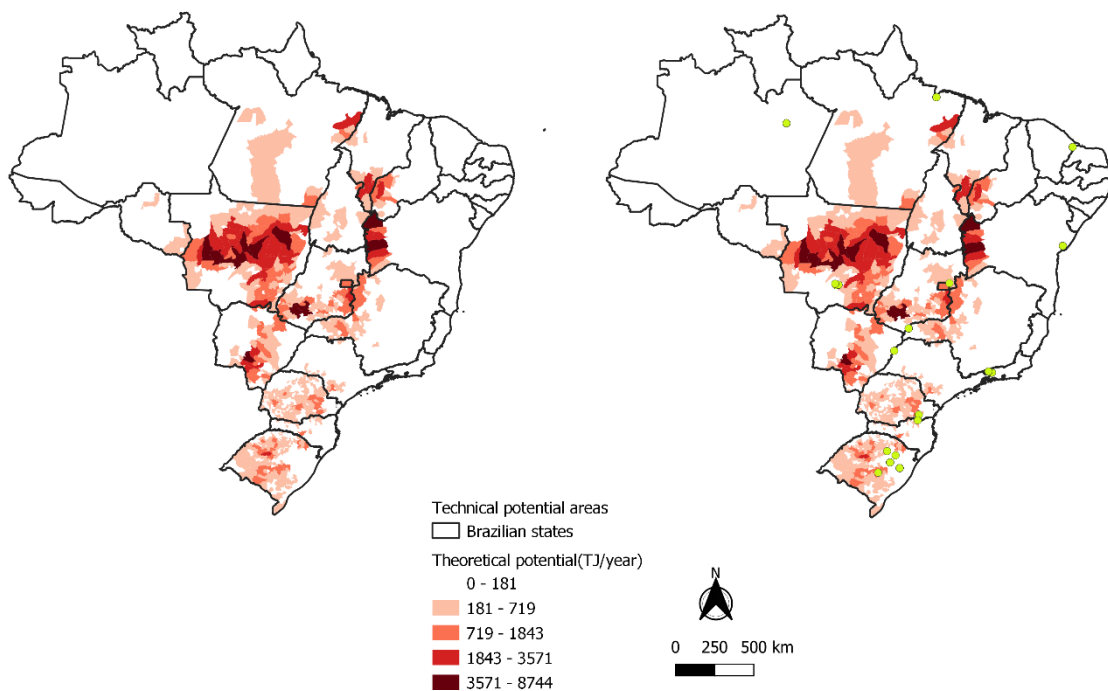 Technical potential areas
Brazilian states
Theoretical potential(TJ/year)
0 - 181
181 - 719
719 - 1843
1843 - 3571
3571 - 8744
N
0 250 500 km